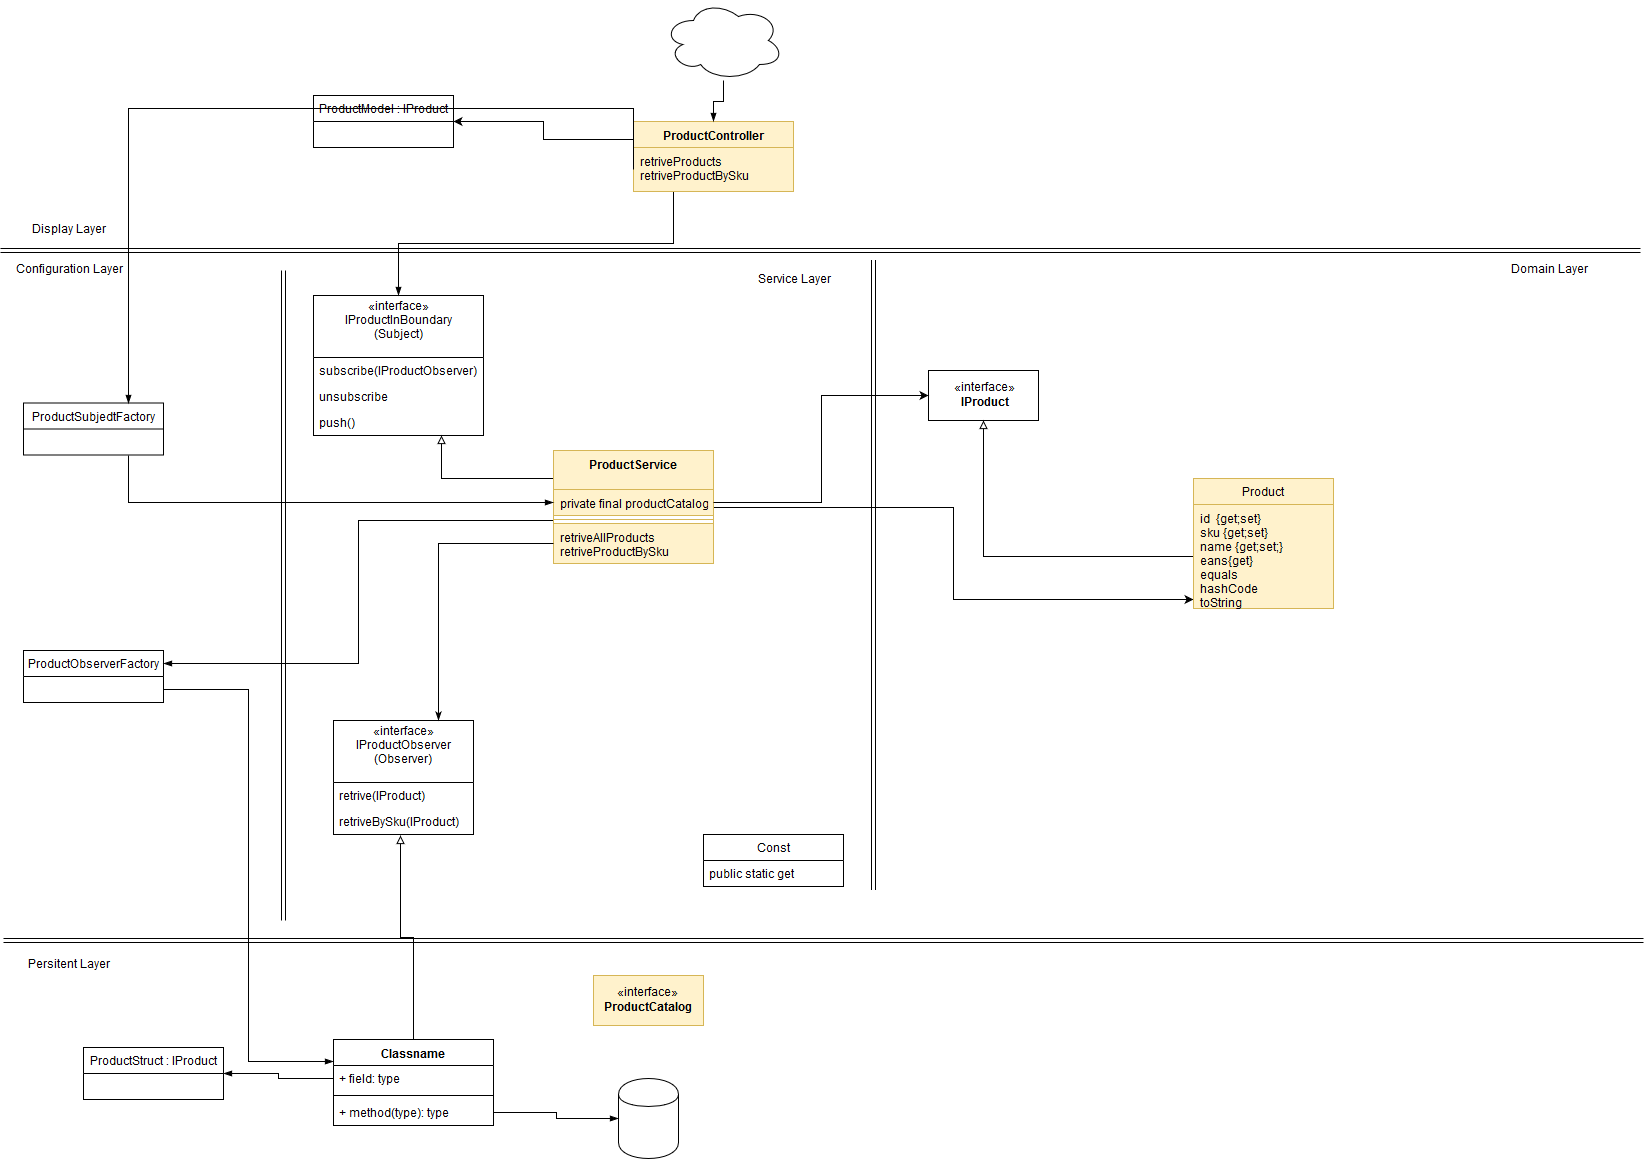 ProductModel : IProduct
ProductController
retriveProducts
retriveProductBySku
Display Layer
Configuration Layer
Service Layer
Domain Layer
«interface»
IProductInBoundary
(Subject)
subscribe(IProductObserver)
unsubscribe
push()
«interface»
IProduct
ProductSubjedtFactory
ProductService
private final productCatalog
retriveAllProducts
retriveProductBySku
Product
id  {get;set}
sku {get;set}
name {get;set;}
eans{get}
equals
hashCode
toString
ProductObserverFactory
«interface»
IProductObserver
(Observer)
retrive(IProduct)
retriveBySku(IProduct)
Const
public static get
Persitent Layer
«interface»
ProductCatalog
ProductStruct : IProduct
Classname
+ field: type
+ method(type): type